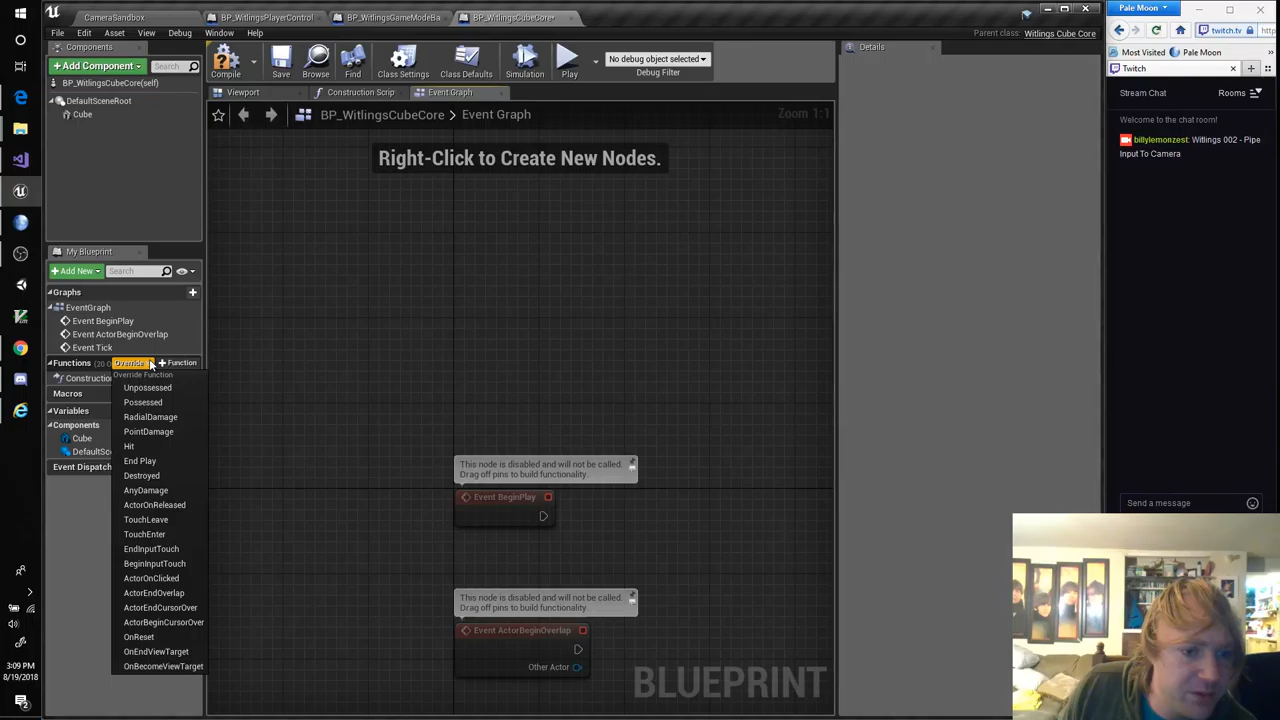 CameraSandbox
BP_WitlingsPlayerControl
BP_WitlingsGameModeBa
BP_WitlingsCubeCore*
File Edit Asset View Debug Window Help
Parent class: Witlings Cube Core
Components
Add Component
Search
BP_WitlingsCubeCore(self)
DefaultSceneRoot
Cube
Compile
Save
Browse
Find
Class Settings
Class Defaults
Simulation
Play
No debug object selected
Debug Filter
Details
Viewport
Construction Scrip
Event Graph
BP_WitlingsCubeCore > Event Graph
Zoom 1:1
Right-Click to Create New Nodes.
My Blueprint
Add New
Search
Graphs
EventGraph
Event BeginPlay
Event ActorBeginOverlap
Event Tick
Functions (20 O
Override
Function
Construction
Macros
Variables
Components
Cube
DefaultSce
Event Dispatch
Override Function
Unpossessed
Possessed
RadialDamage
PointDamage
Hit
End Play
Destroyed
AnyDamage
ActorOnReleased
TouchLeave
TouchEnter
EndInputTouch
BeginInputTouch
ActorOnClicked
ActorEndOverlap
ActorEndCursorOver
ActorBeginCursorOver
OnReset
OnEndViewTarget
OnBecomeViewTarget
This node is disabled and will not be called.
Drag off pins to build functionality.
Event BeginPlay
This node is disabled and will not be called.
Drag off pins to build functionality.
Event ActorBeginOverlap
Other Actor
BLUEPRINT
Pale Moon
twitch.tv
http
Most Visited
Pale Moon
Twitch
Stream Chat
Rooms
Welcome to the chat room!
billylemonzest: Witlings 002 - Pipe
Input To Camera
Send a message
3:09 PM
8/19/2018